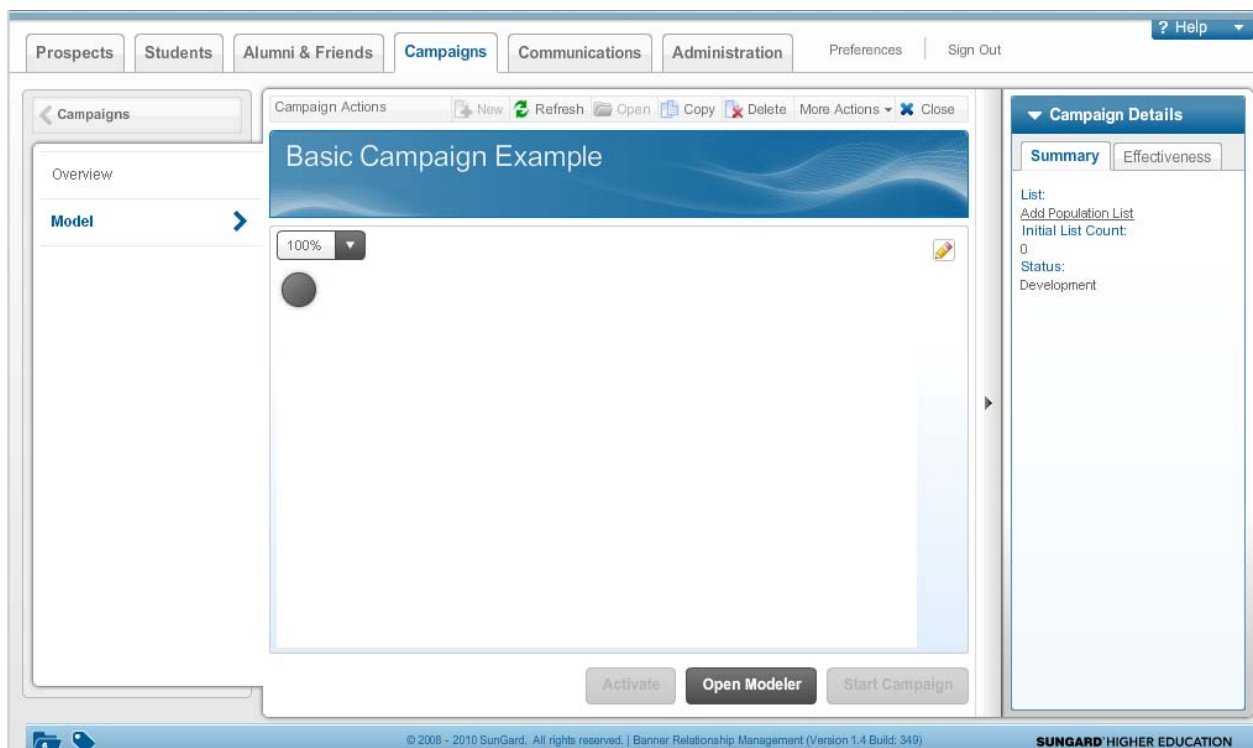 ? Help
Prospects
Students
Alumni & Friends
Campaigns
Communications
Administration
Preferences
Sign Out
Campaigns
Overview
Model
Campaign Actions
New
Refresh
Open
Copy
Delete
More Actions
Close
Basic Campaign Example
100%
Activate
Open Modeler
Start Campaign
Campaign Details
Summary
Effectiveness
List:
Add Population List
Initial List Count:
0
Status:
Development
© 2008 - 2010 SunGard. All rights reserved. | Banner Relationship Management (Version 1.4 Build: 349)
SUNGARD' HIGHER EDUCATION